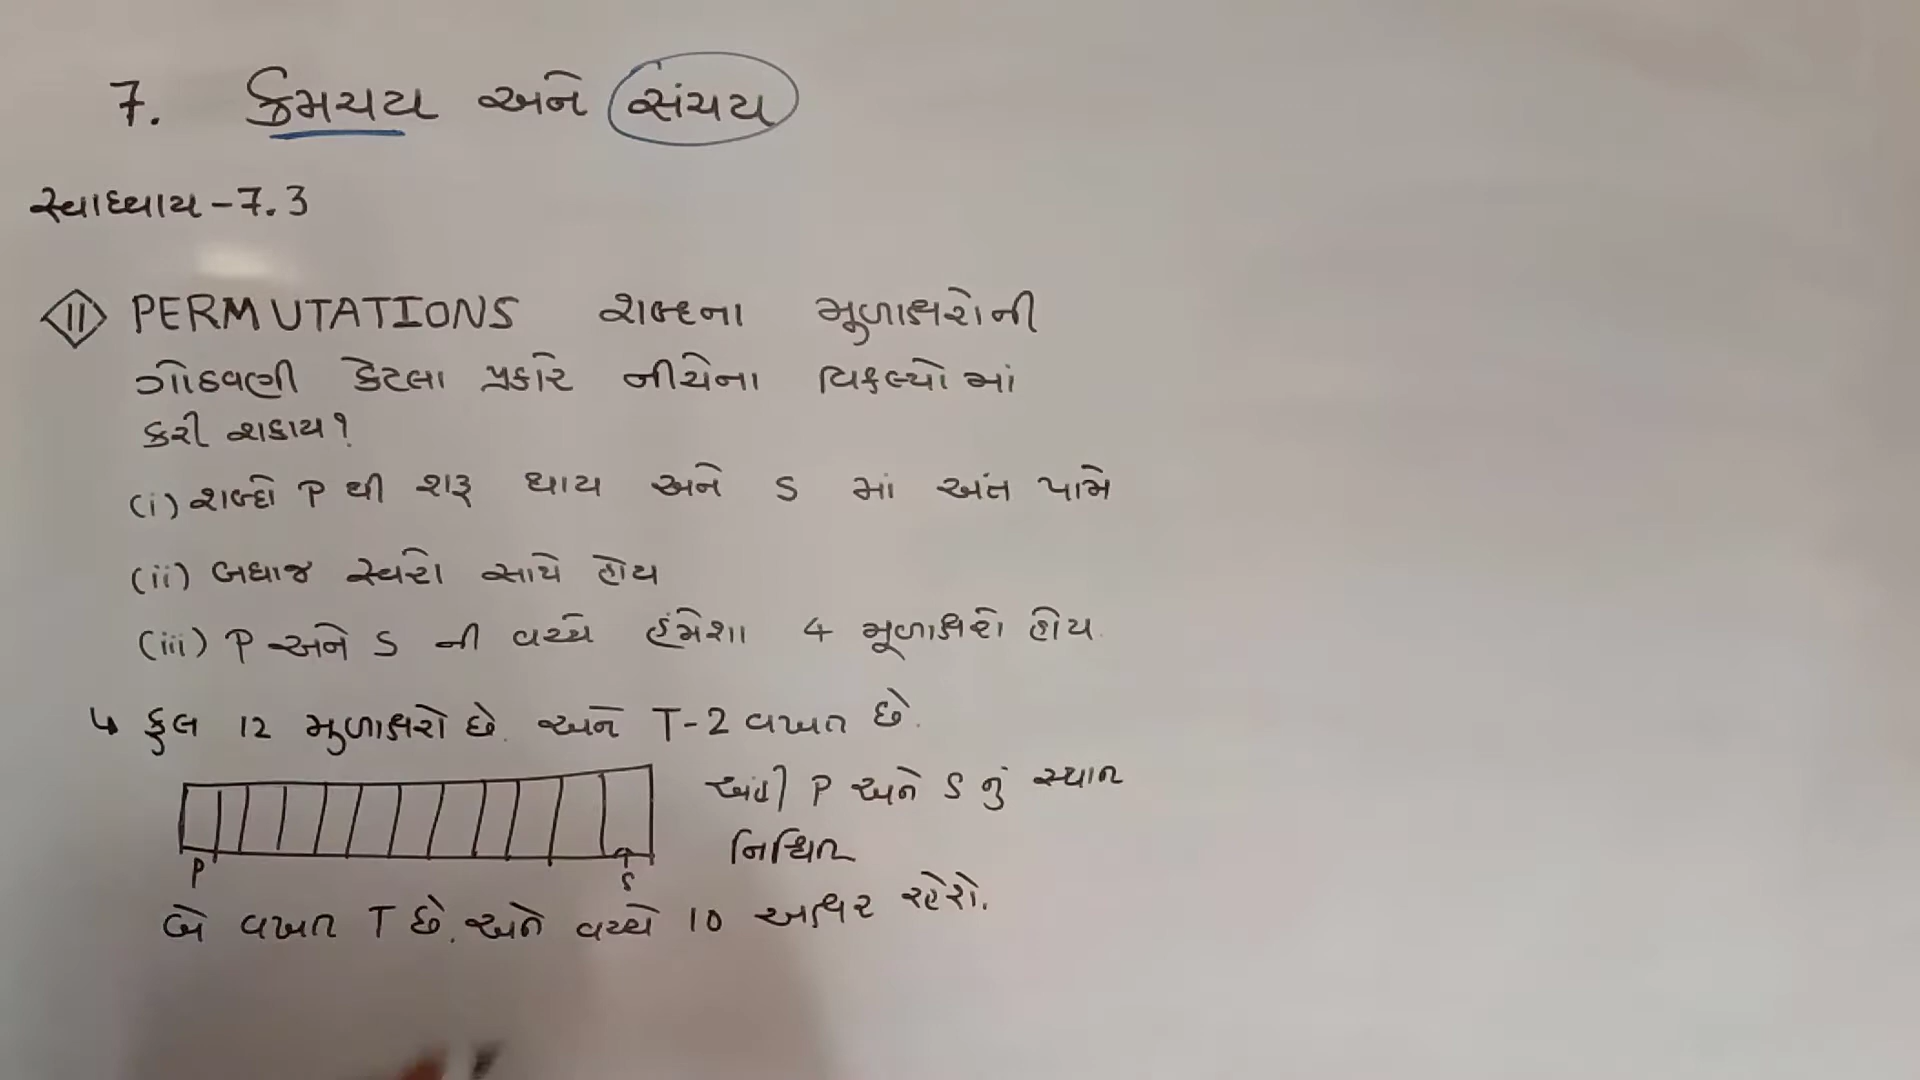 7. ક્રમચય અને સંચય
સ્વાધ્યાય - 7.3
11 PERMUTATIONS શબ્દના મૂળાક્ષરોની
ગોઠવણી કેટલા પ્રકારે નીચેના વિકલ્પોમાં
કરી શકાય?
(i) શબ્દો P થી શરૂ થાય અને S માં અંત પામે
(ii) બધાજ સ્વરો સાથે હોય
(iii) P અને S ની વચ્ચે હંમેશા 4 મૂળાક્ષરો હોય.
↳ કુલ 12 મુળાક્ષરો છે. અને T-2 વખત છે.
અહીં P અને S નું સ્થાન
નિશ્ચિત
P S
બે વખત T છે. અને વચ્ચે 10 અક્ષર રહેશે.